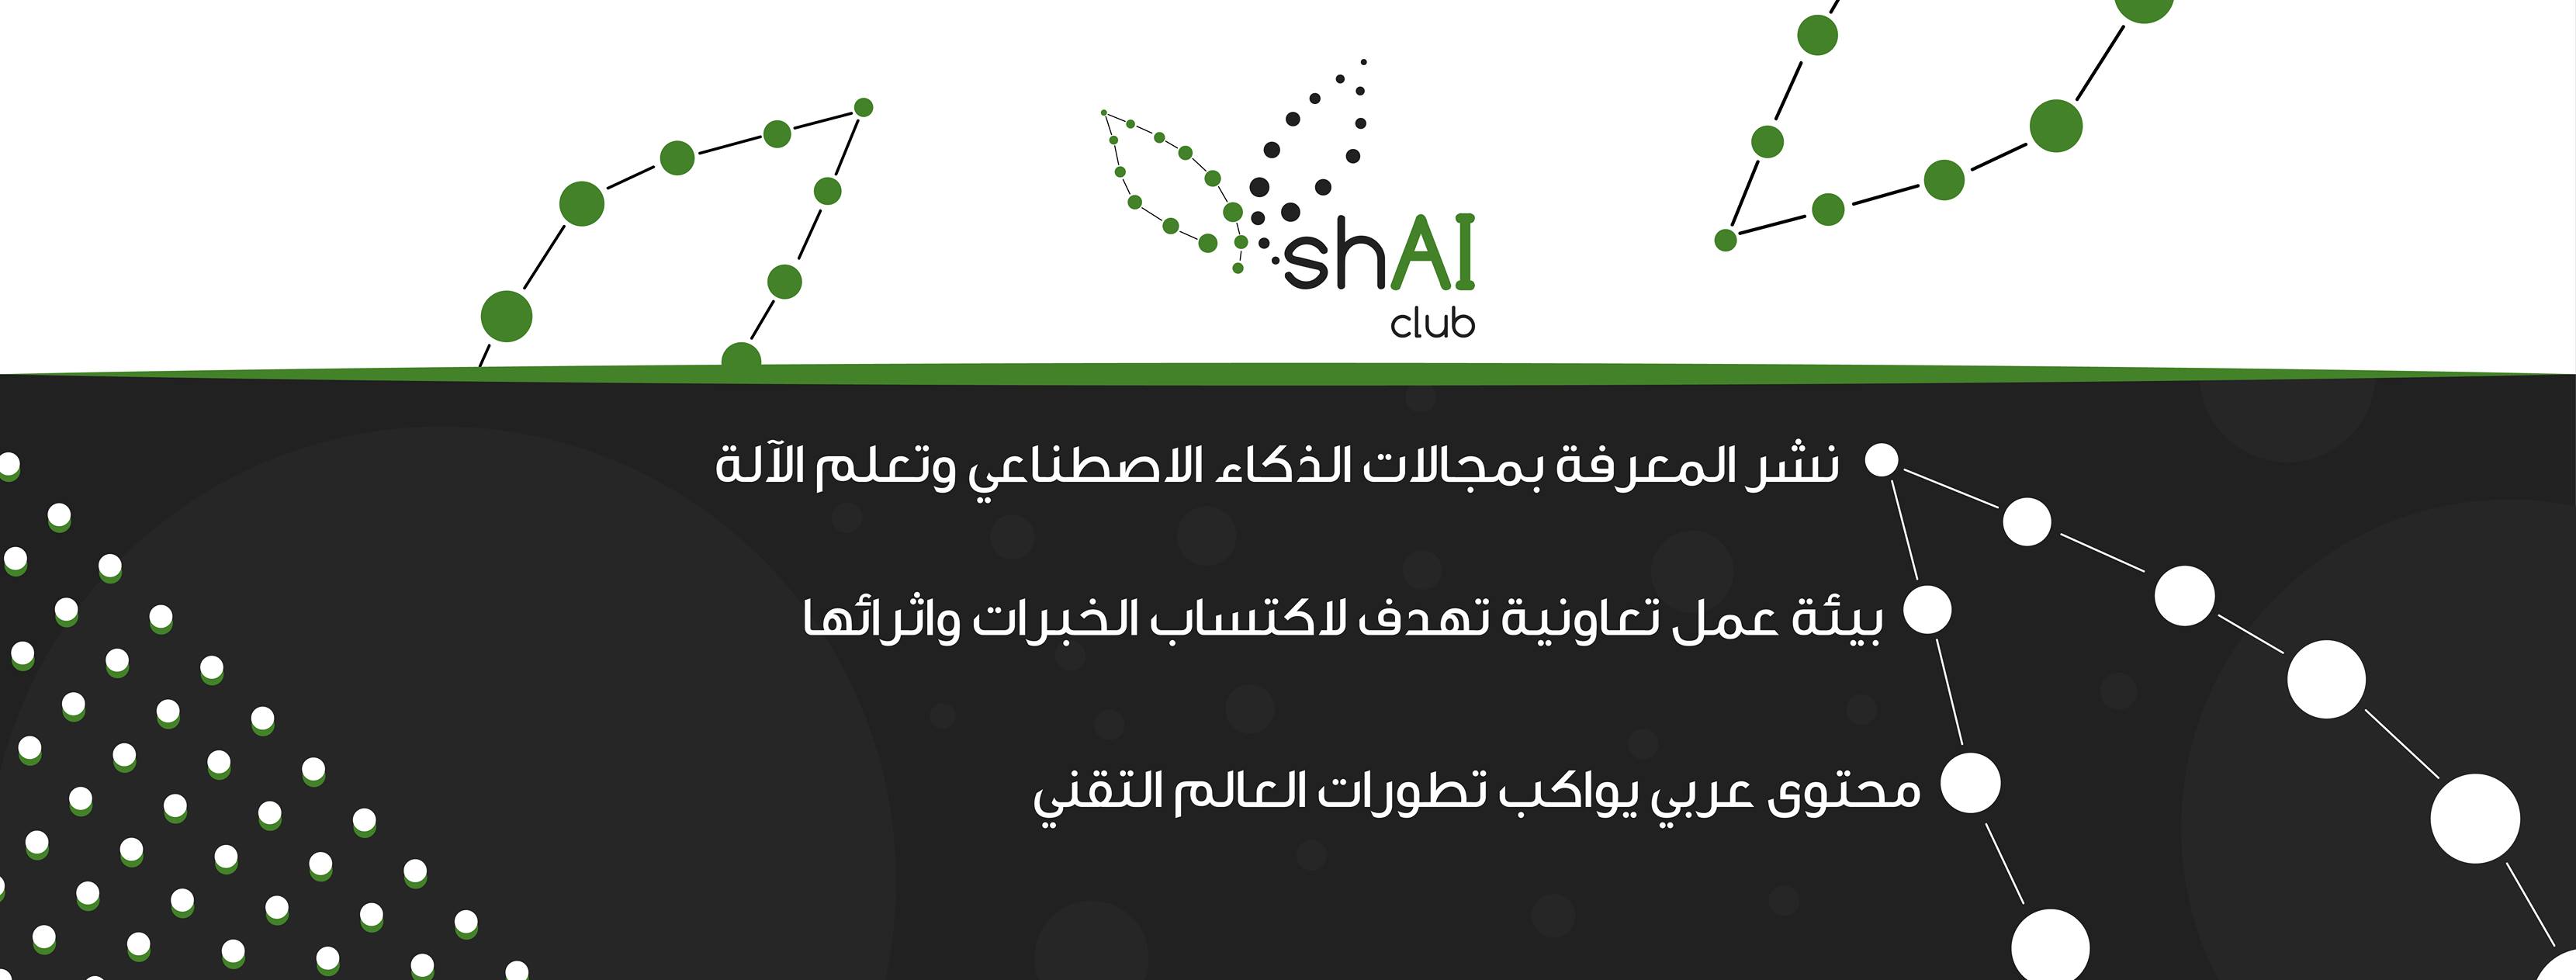 shAI
club
نشر المعرفة بمجالات الذكاء الاصطناعي وتعلم الآلة
بيئة عمل تعاونية تهدف لاكتساب الخبرات واثرائها
محتوى عربي يواكب تطورات العالم التقني